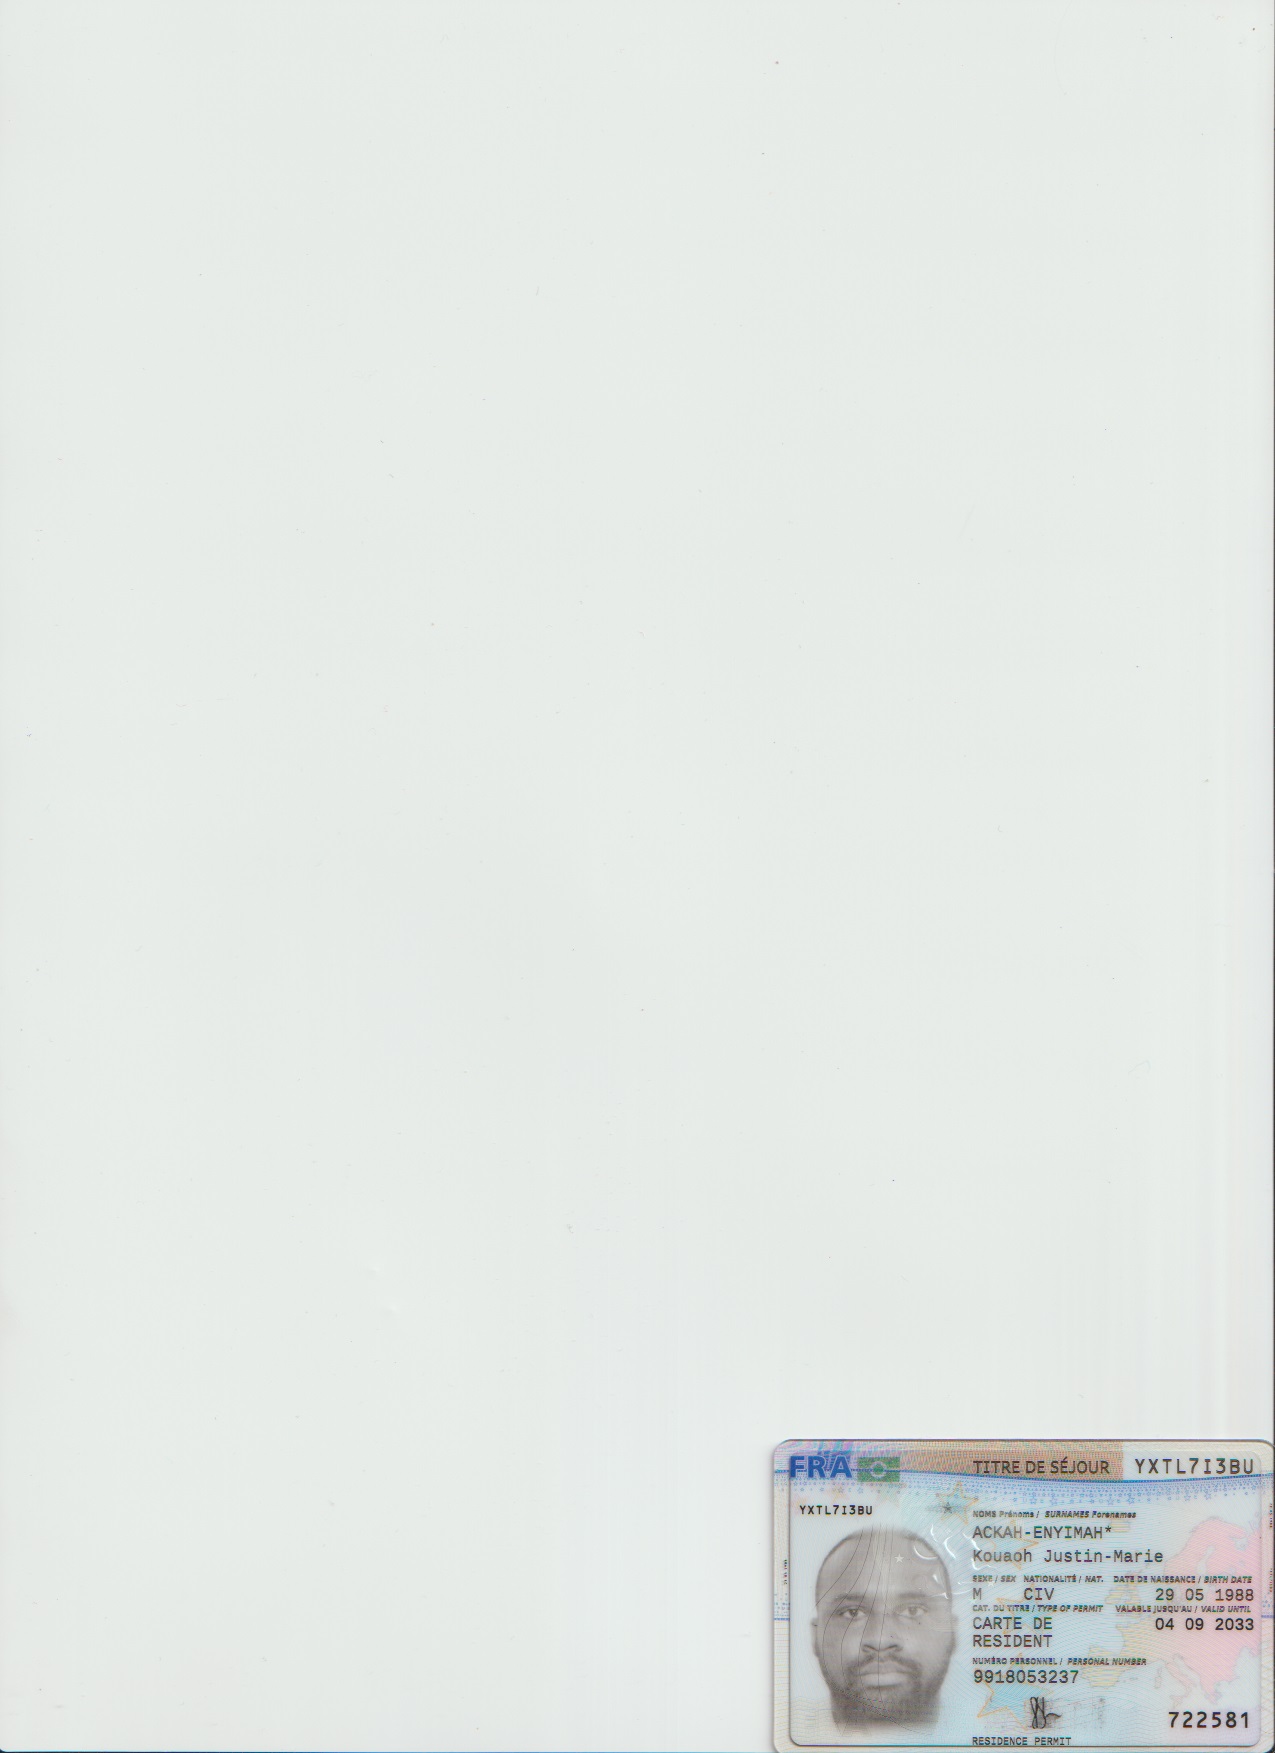 FRA
TITRE DE SÉJOUR YXTL7I3BU
YXTL7I3BU
NOMS Prénoms / SURNAMES Forenames
ACKAH-ENYIMAH*
Kouaoh Justin-Marie
SEXE / SEX NATIONALITÉ / NAT. DATE DE NAISSANCE / BIRTH DATE
M CIV 29 05 1988
CAT. DU TITRE / TYPE OF PERMIT VALABLE JUSQU'AU / VALID UNTIL
CARTE DE 04 09 2033
RESIDENT
NUMÉRO PERSONNEL / PERSONAL NUMBER
9918053237
722581
RESIDENCE PERMIT